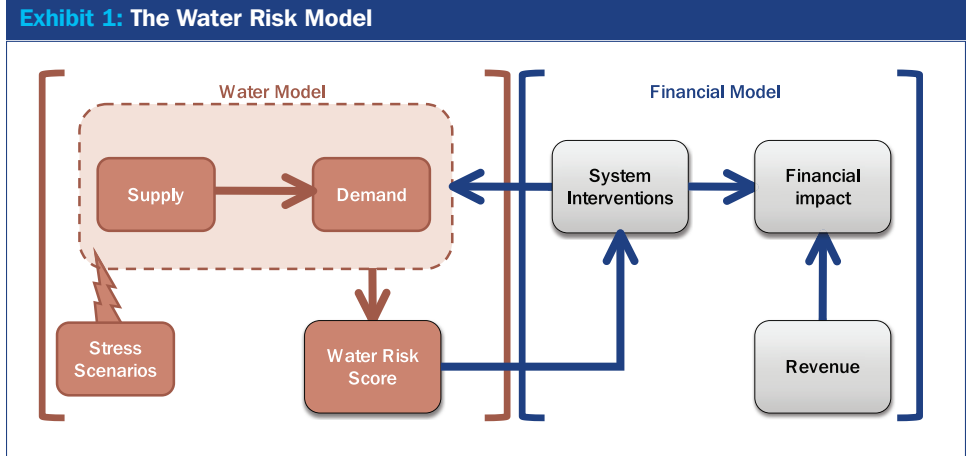 Exhibit 1: The Water Risk Model
Water Model
Financial Model
Supply
Demand
System
Interventions
Financial
impact
Stress
Scenarios
Water Risk
Score
Revenue